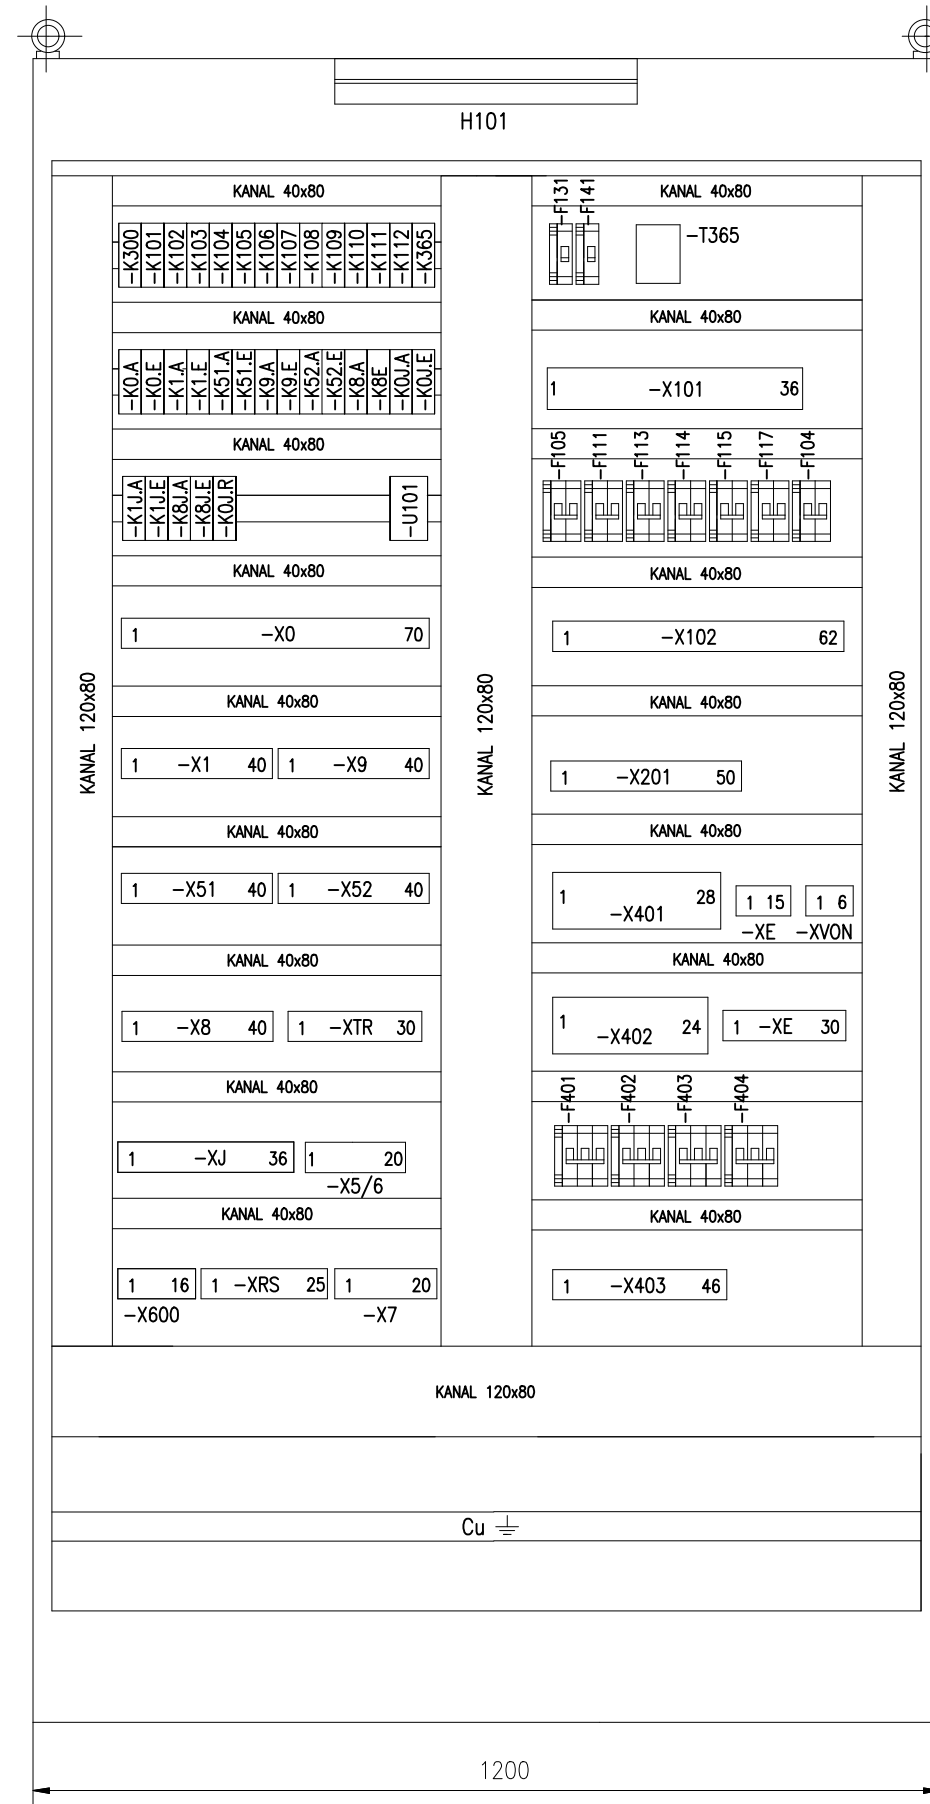 H101
KANAL 40x80
-K300 -K101 -K102 -K103 -K104 -K105 -K106 -K107 -K108 -K109 -K110 -K111 -K112 -K365
KANAL 40x80
-K0.A -K0.E -K1.A -K1.E -K51.A -K51.E -K9.A -K9.E -K52.A -K52.E -K8.A -K8E -K0J.A -K0J.E
KANAL 40x80
-K1J.A -K1J.E -K8J.A -K8J.E -K0J.R -U101
KANAL 40x80
1 -X0 70
KANAL 40x80
1 -X1 40 1 -X9 40
KANAL 40x80
1 -X51 40 1 -X52 40
KANAL 40x80
1 -X8 40 1 -XTR 30
KANAL 40x80
1 -XJ 36 1 20
-X5/6
KANAL 40x80
1 16 1 -XRS 25 1 20
-X600 -X7
KANAL 120x80
KANAL 120x80
KANAL 120x80
KANAL 40x80
-F131 -F141 -T365
KANAL 40x80
1 -X101 36
-F105 -F111 -F113 -F114 -F115 -F117 -F104
KANAL 40x80
1 -X102 62
KANAL 40x80
1 -X201 50
KANAL 40x80
1 -X401 28 1 15 1 6
-XE -XVON
KANAL 40x80
1 -X402 24 1 -XE 30
-F401 -F402 -F403 -F404
KANAL 40x80
1 -X403 46
KANAL 120x80
Cu
1200